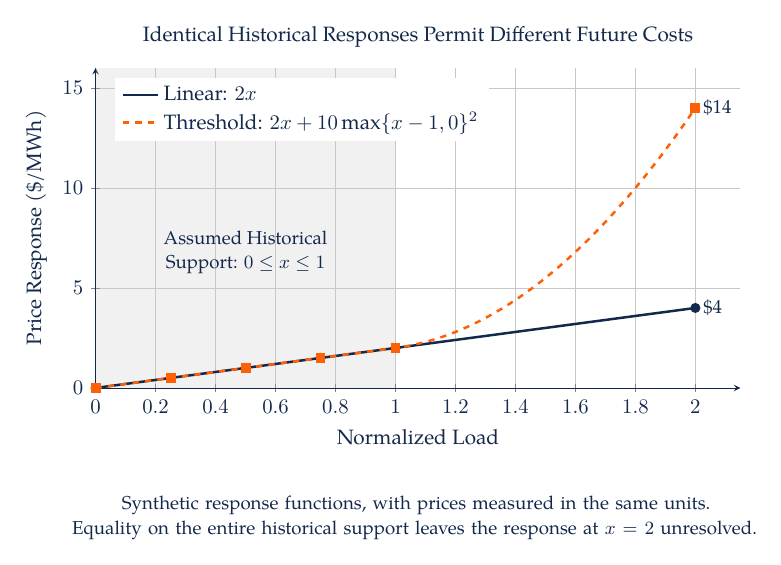 Identical Historical Responses Permit Different Future Costs
Linear: 2x
Threshold: 2x + 10 max{x − 1, 0}²
Assumed Historical
Support: 0 ≤ x ≤ 1
$14
$4
Price Response ($/MWh)
15
10
5
0
0 0.2 0.4 0.6 0.8 1 1.2 1.4 1.6 1.8 2
Normalized Load
Synthetic response functions, with prices measured in the same units.
Equality on the entire historical support leaves the response at x = 2 unresolved.